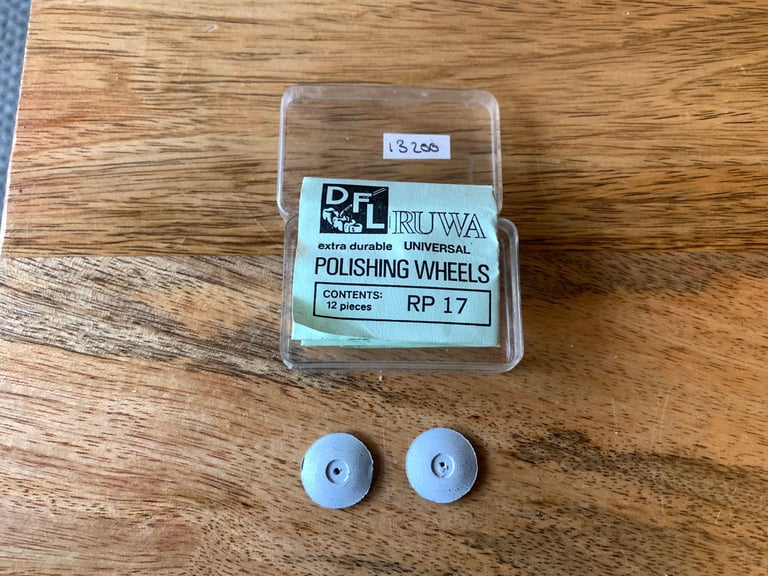 13200
DFL RUWA
extra durable UNIVERSAL
POLISHING WHEELS
CONTENTS:
12 pieces RP 17